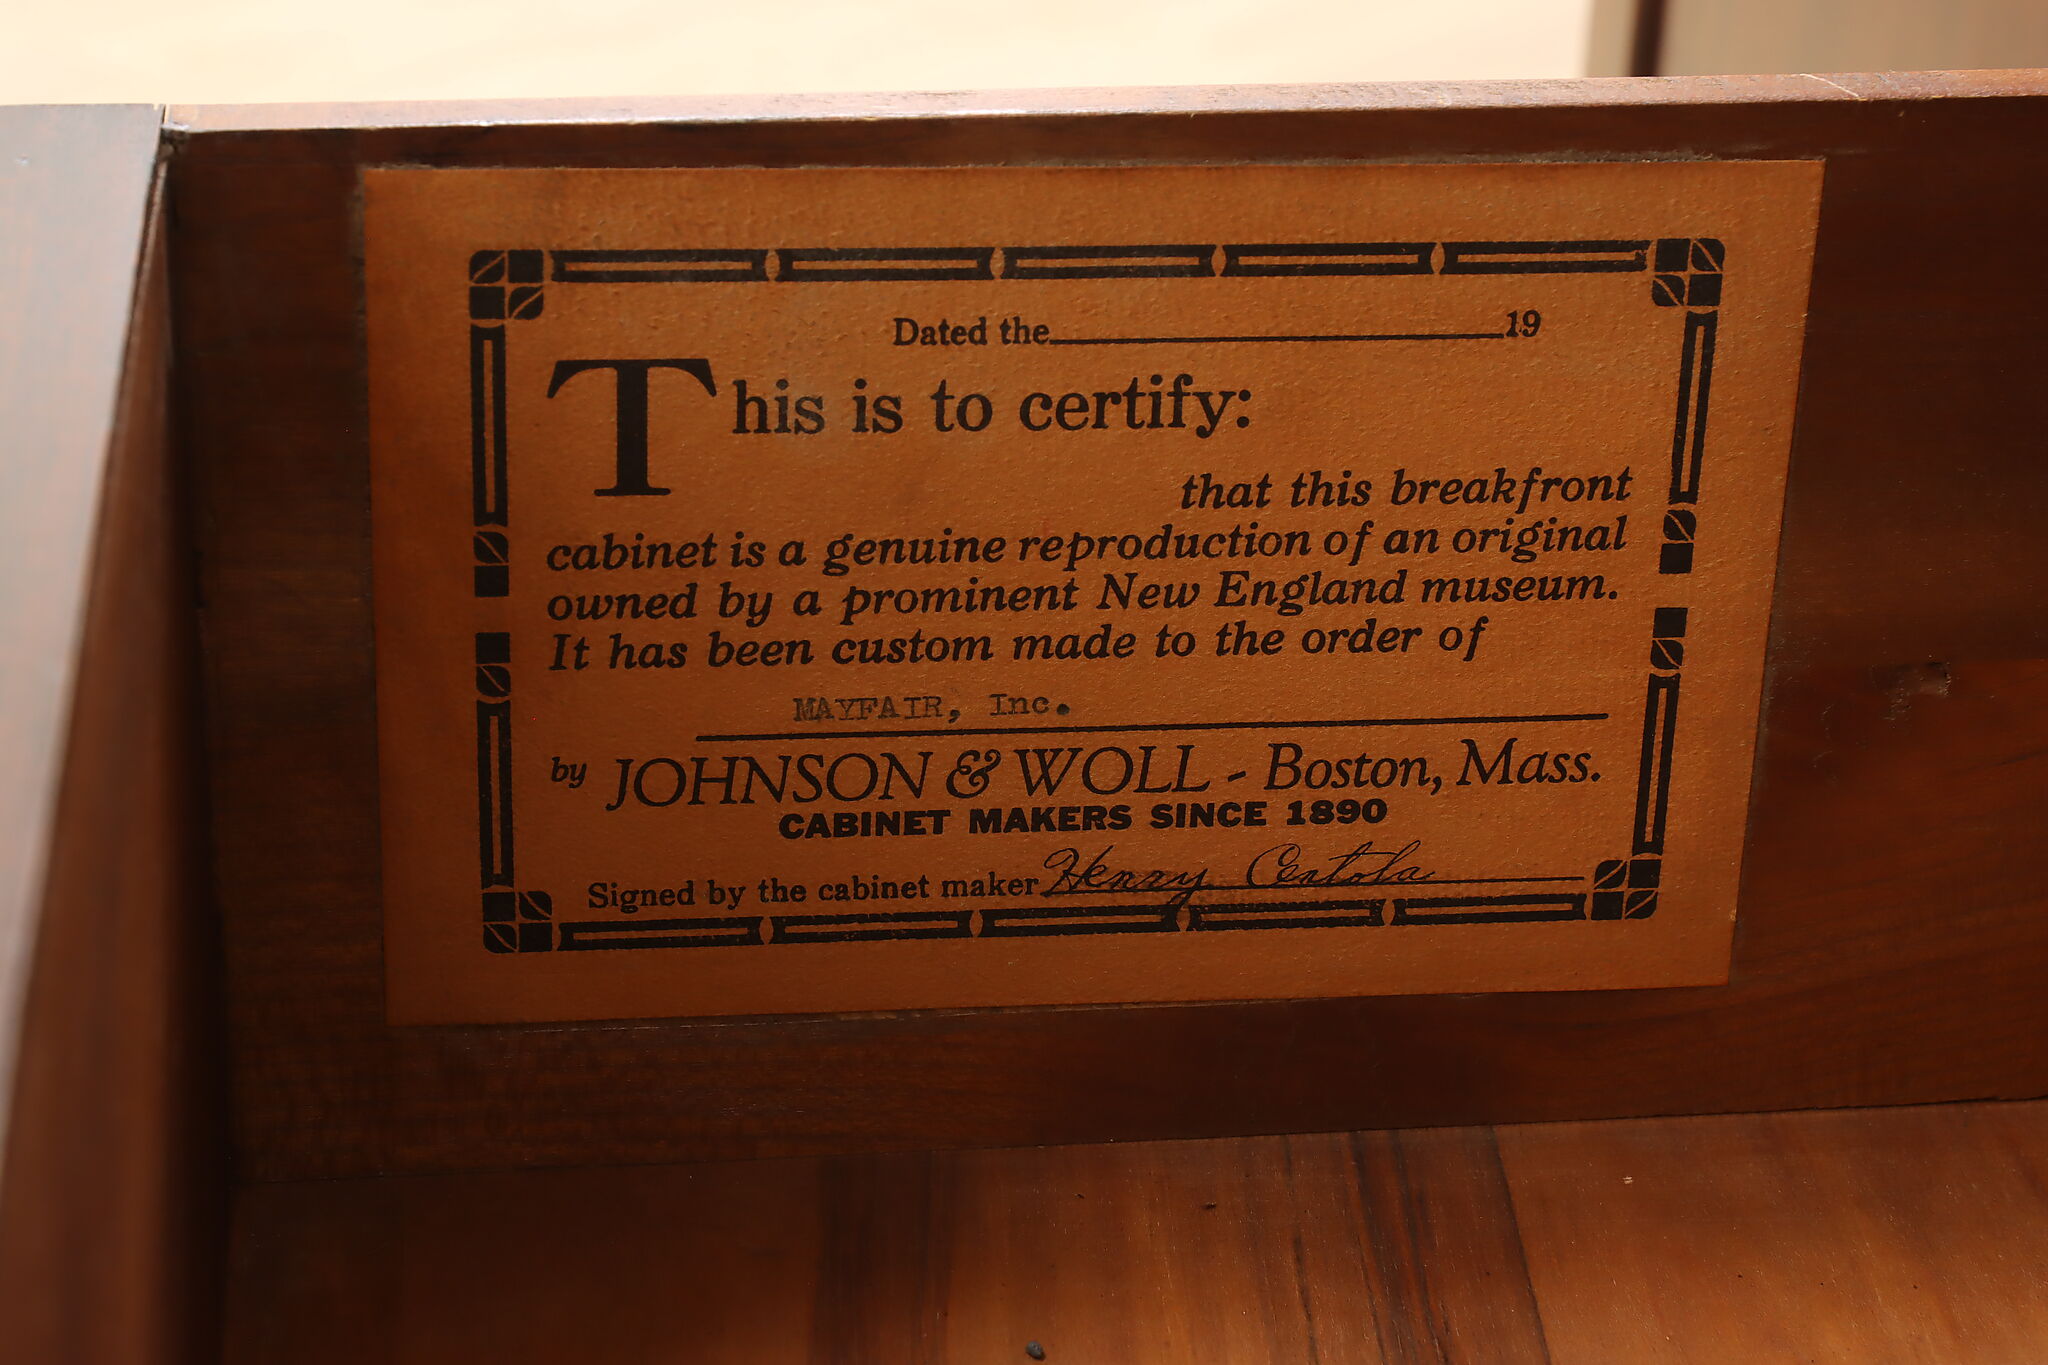 Dated the 19
This is to certify:
that this breakfront
cabinet is a genuine reproduction of an original
owned by a prominent New England museum.
It has been custom made to the order of
MAYFAIR, Inc.
by JOHNSON & WOLL - Boston, Mass.
CABINET MAKERS SINCE 1890
Signed by the cabinet maker Henry Centola